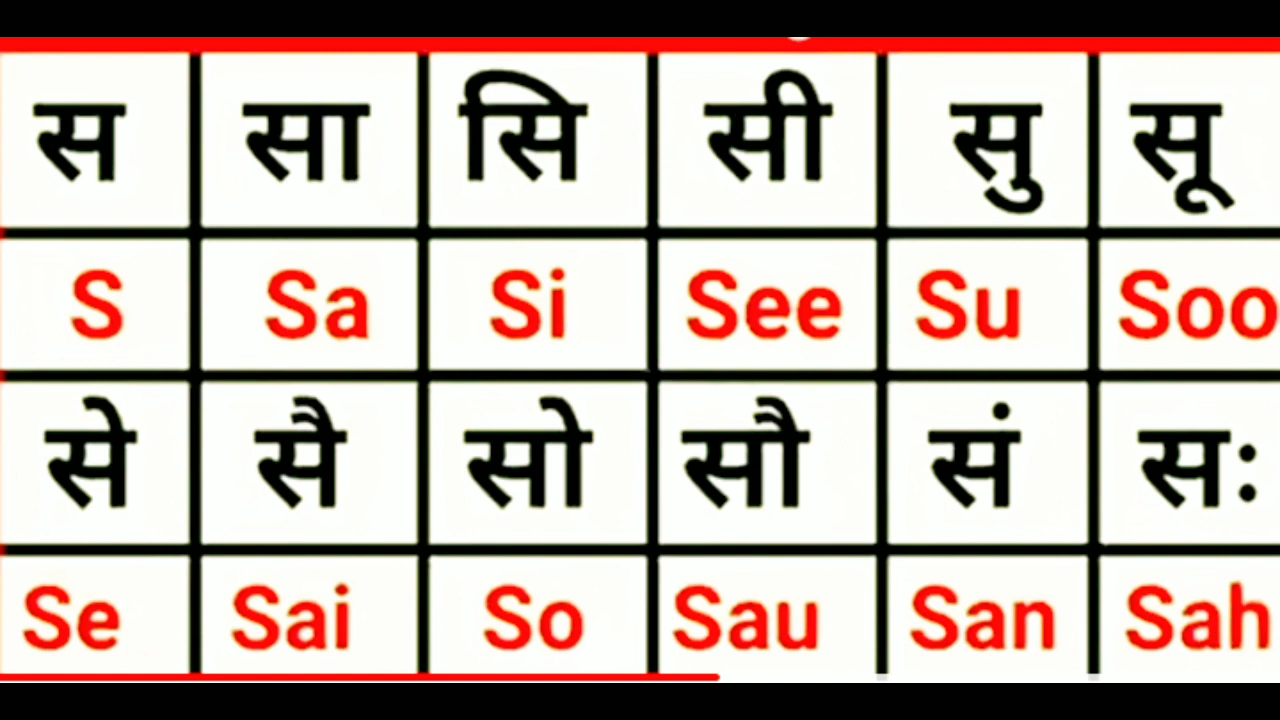 स सा सि सी सु सू
S Sa Si See Su Soo
से सै सो सौ सं सः
Se Sai So Sau San Sah